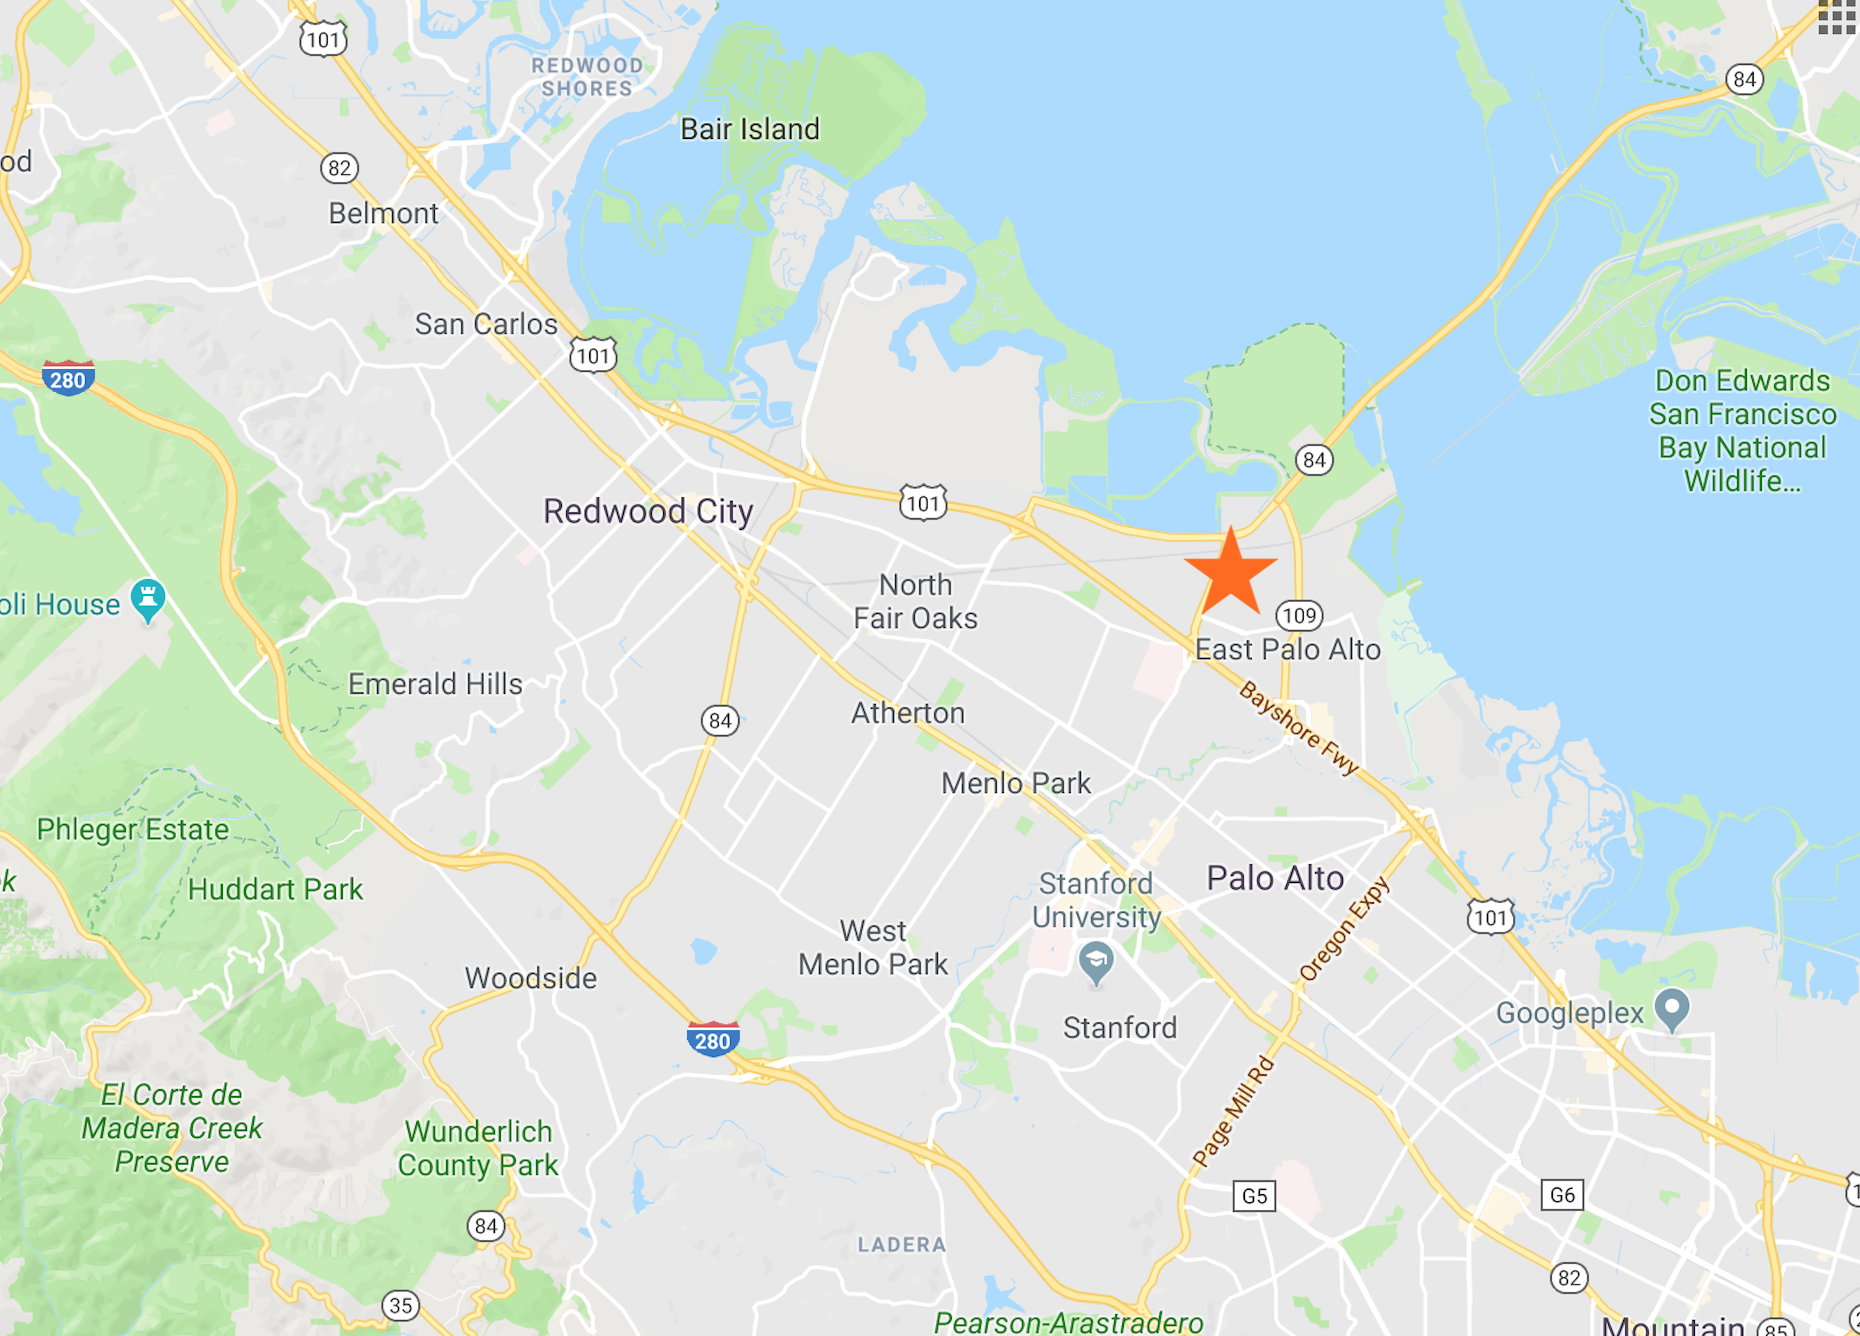 101
REDWOOD
SHORES
84
Bair Island
od
82
Belmont
San Carlos
101
280
Don Edwards
San Francisco
Bay National
Wildlife...
84
Redwood City
101
North
Fair Oaks
oli House
109
East Palo Alto
Emerald Hills
84
Atherton
Bayshore Fwy
Menlo Park
Phleger Estate
k
Huddart Park
Stanford
University
Palo Alto
Oregon Expy
101
West
Menlo Park
Woodside
Googleplex
Stanford
280
El Corte de
Madera Creek
Preserve
Wunderlich
County Park
Page Mill Rd
G5
G6
1
84
LADERA
82
35
Pearson-Arastradero
Mountain
85